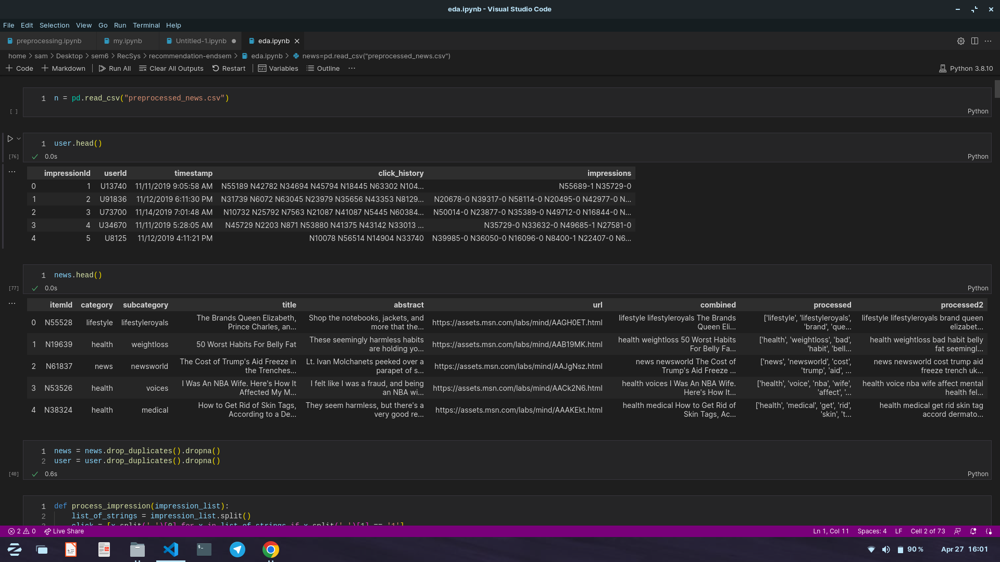 eda.ipynb - Visual Studio Code
File Edit Selection View Go Run Terminal Help
preprocessing.ipynb my.ipynb Untitled-1.ipynb eda.ipynb
home > sam > Desktop > sem6 > RecSys > recommendation-endsem > eda.ipynb > news=pd.read_csv("preprocessed_news.csv")
+ Code + Markdown Run All Clear All Outputs Restart Variables Outline ... Python 3.8.10
1 n = pd.read_csv("preprocessed_news.csv")
[ ] Python
1 user.head()
[76] 0.0s Python
impressionId userId timestamp click_history impressions
0 1 U13740 11/11/2019 9:05:58 AM N55189 N42782 N34694 N45794 N18445 N63302 N104... N55689-1 N35729-0
1 2 U91836 11/12/2019 6:11:30 PM N31739 N6072 N63045 N23979 N35656 N43353 N8129... N20678-0 N39317-0 N58114-0 N20495-0 N42977-0 N...
2 3 U73700 11/14/2019 7:01:48 AM N10732 N25792 N7563 N21087 N41087 N5445 N60384... N50014-0 N23877-0 N35389-0 N49712-0 N16844-0 N...
3 4 U34670 11/11/2019 5:28:05 AM N45729 N2203 N871 N53880 N41375 N43142 N33013 ... N35729-0 N33632-0 N49685-1 N27581-0
4 5 U8125 11/12/2019 4:11:21 PM N10078 N56514 N14904 N33740 N39985-0 N36050-0 N16096-0 N8400-1 N22407-0 N6...
1 news.head()
[77] 0.0s Python
itemId category subcategory title abstract url combined processed processed2
0 N55528 lifestyle lifestyleroyals The Brands Queen Elizabeth, Prince Charles, an... Shop the notebooks, jackets, and more that the... https://assets.msn.com/labs/mind/AAGH0ET.html lifestyle lifestyleroyals The Brands Queen Eli... ['lifestyle', 'lifestyleroyals', 'brand', 'que... lifestyle lifestyleroyals brand queen elizabet...
1 N19639 health weightloss 50 Worst Habits For Belly Fat These seemingly harmless habits are holding yo... https://assets.msn.com/labs/mind/AAB19MK.html health weightloss 50 Worst Habits For Belly Fa... ['health', 'weightloss', 'bad', 'habit', 'bell... health weightloss bad habit belly fat seemingl...
2 N61837 news newsworld The Cost of Trump's Aid Freeze in the Trenches... Lt. Ivan Molchanets peeked over a parapet of s... https://assets.msn.com/labs/mind/AAJgNsz.html news newsworld The Cost of Trump's Aid Freeze ... ['news', 'newsworld', 'cost', 'trump', 'aid', ... news newsworld cost trump aid freeze trench uk...
3 N53526 health voices I Was An NBA Wife. Here's How It Affected My M... I felt like I was a fraud, and being an NBA wi... https://assets.msn.com/labs/mind/AACk2N6.html health voices I Was An NBA Wife. Here's How It... ['health', 'voice', 'nba', 'wife', 'affect', '... health voice nba wife affect mental health fel...
4 N38324 health medical How to Get Rid of Skin Tags, According to a De... They seem harmless, but there's a very good re... https://assets.msn.com/labs/mind/AAAKEkt.html health medical How to Get Rid of Skin Tags, Ac... ['health', 'medical', 'get', 'rid', 'skin', 't... health medical get rid skin tag accord dermato...
1 news = news.drop_duplicates().dropna()
2 user = user.drop_duplicates().dropna()
[40] 0.6s Python
1 def process_impression(impression_list):
2 list_of_strings = impression_list.split()
click = [x.split('-')[0] for x in list_of_strings if x.split('-')[1] == '1']
2 0 Live Share Ln 1, Col 11 Spaces: 4 LF Cell 2 of 73
90 % Apr 27 16:01